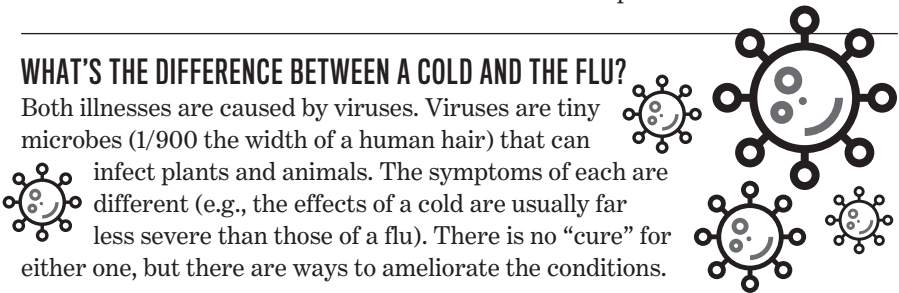 WHAT'S THE DIFFERENCE BETWEEN A COLD AND THE FLU?
Both illnesses are caused by viruses. Viruses are tiny
microbes (1/900 the width of a human hair) that can
infect plants and animals. The symptoms of each are
different (e.g., the effects of a cold are usually far
less severe than those of a flu). There is no “cure” for
either one, but there are ways to ameliorate the conditions.